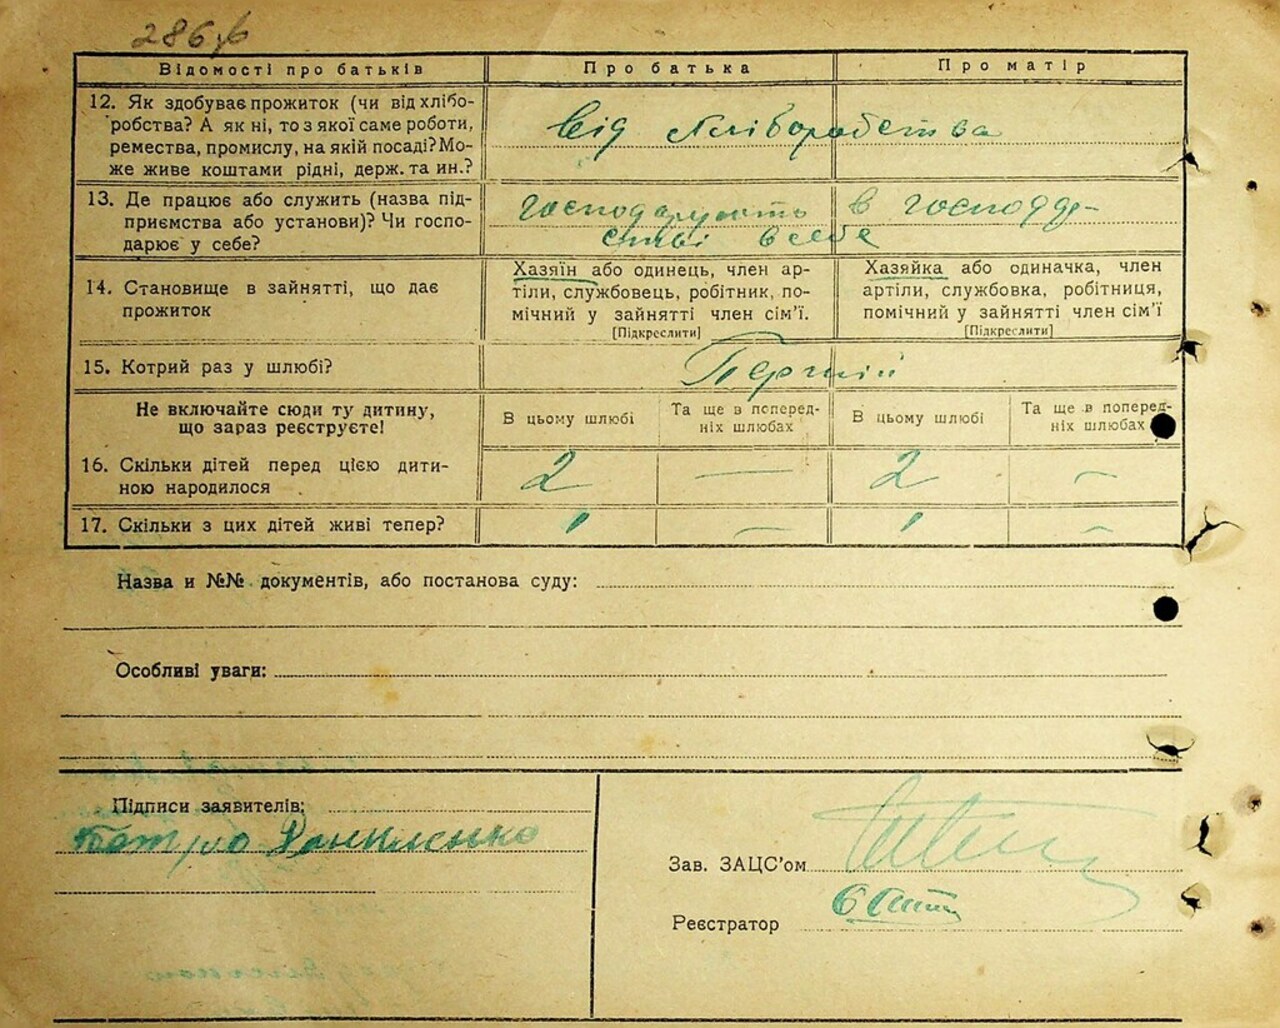 286
Відомості про батьків
Про батька
Про матір
12. Як здобуває прожиток (чи від хлібо-
робства? А як ні, то з якої саме роботи,
ремества, промислу, на якій посаді? Мо-
же живе коштами рідні, держ. та ин.?
від хліборобства
13. Де працює або служить (назва під-
приємства або установи)? Чи госпо-
дарює у себе?
господарують в господар-
стві в себе
14. Становище в зайнятті, що дає
прожиток
Хазяїн або одинець, член ар-
тіли, службовець, робітник, по-
мічний у зайнятті член сім'ї.
[Підкреслити]
Хазяйка або одиначка, член
артіли, службовка, робітниця,
помічний у зайнятті член сім'ї
[Підкреслити]
15. Котрий раз у шлюбі?
Перший
Не включайте сюди ту дитину,
що зараз реєструєте!
В цьому шлюбі
Та ще в поперед-
ніх шлюбах
В цьому шлюбі
Та ще в поперед-
ніх шлюбах
16. Скільки дітей перед цією дити-
ною народилося
2 — 2 —
17. Скільки з цих дітей живі тепер?
1 — 1 —
Назва и №№ документів, або постанова суду:
Особливі уваги:
Підписи заявителів:
Даниленко
Зав. ЗАЦС'ом
Реєстратор